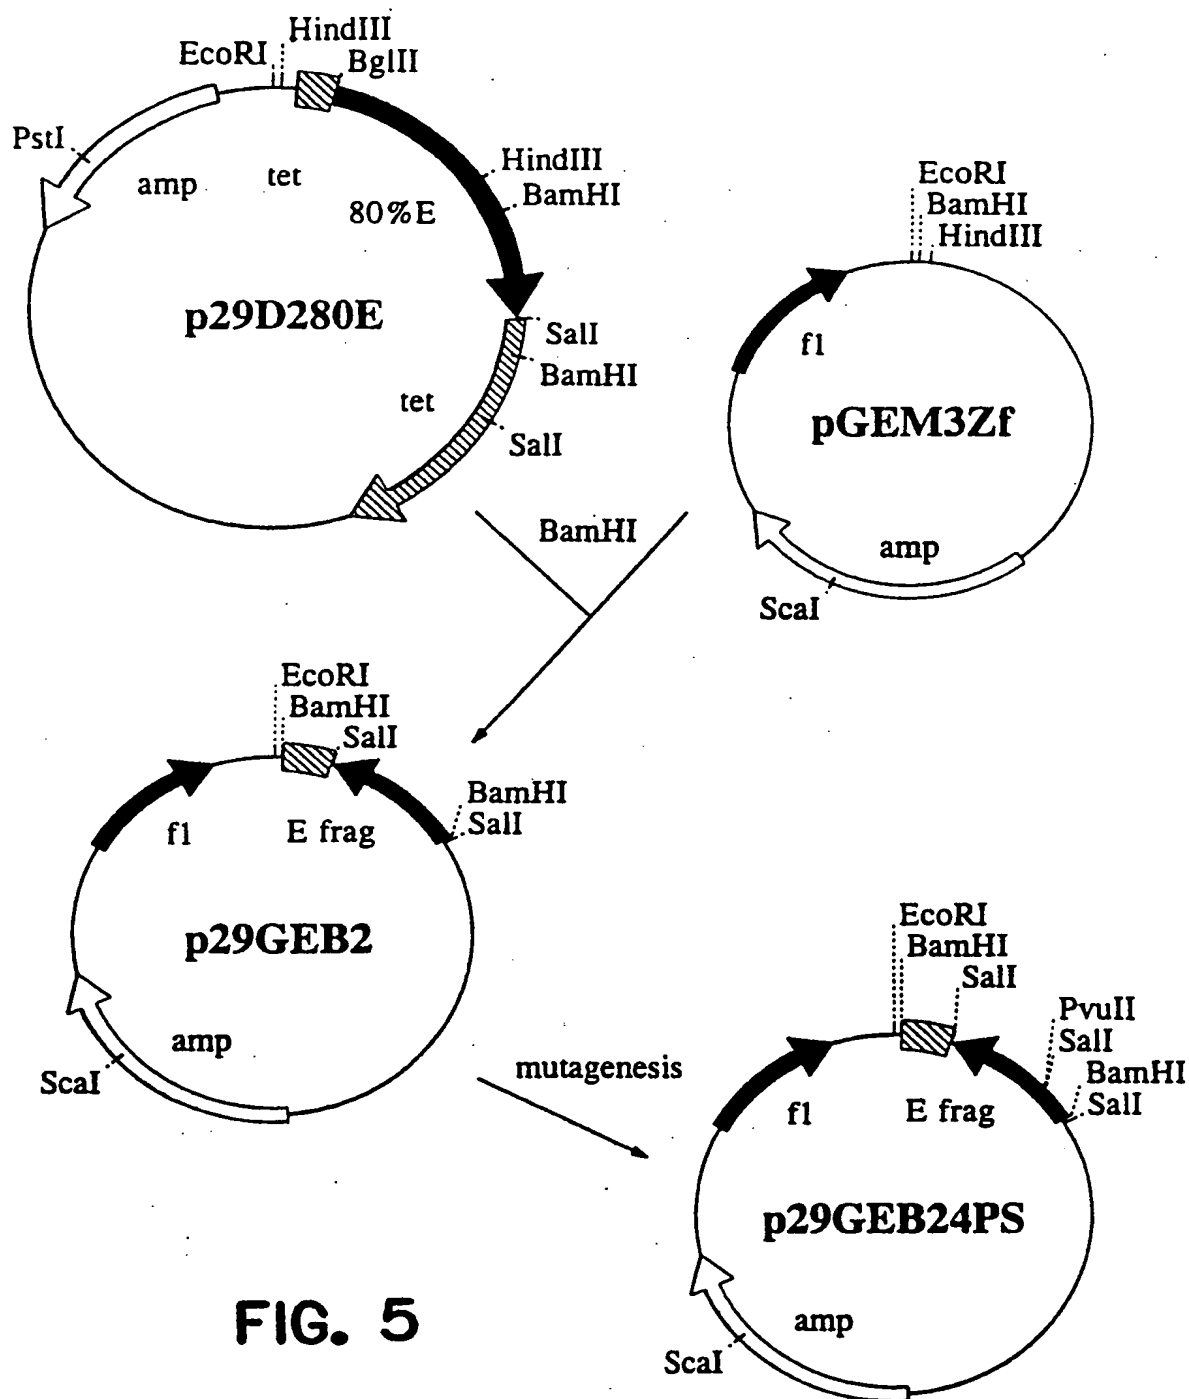 HindIII
EcoRI
BglII
PstI
amp
tet
HindIII
BamHI
80%E
p29D280E
SalI
BamHI
tet
SalI
EcoRI
BamHI
HindIII
f1
pGEM3Zf
amp
ScaI
BamHI
EcoRI
BamHI
SalI
BamHI
SalI
f1
E frag
p29GEB2
amp
ScaI
mutagenesis
EcoRI
BamHI
SalI
PvuII
SalI
BamHI
SalI
f1
E frag
p29GEB24PS
amp
ScaI
FIG. 5